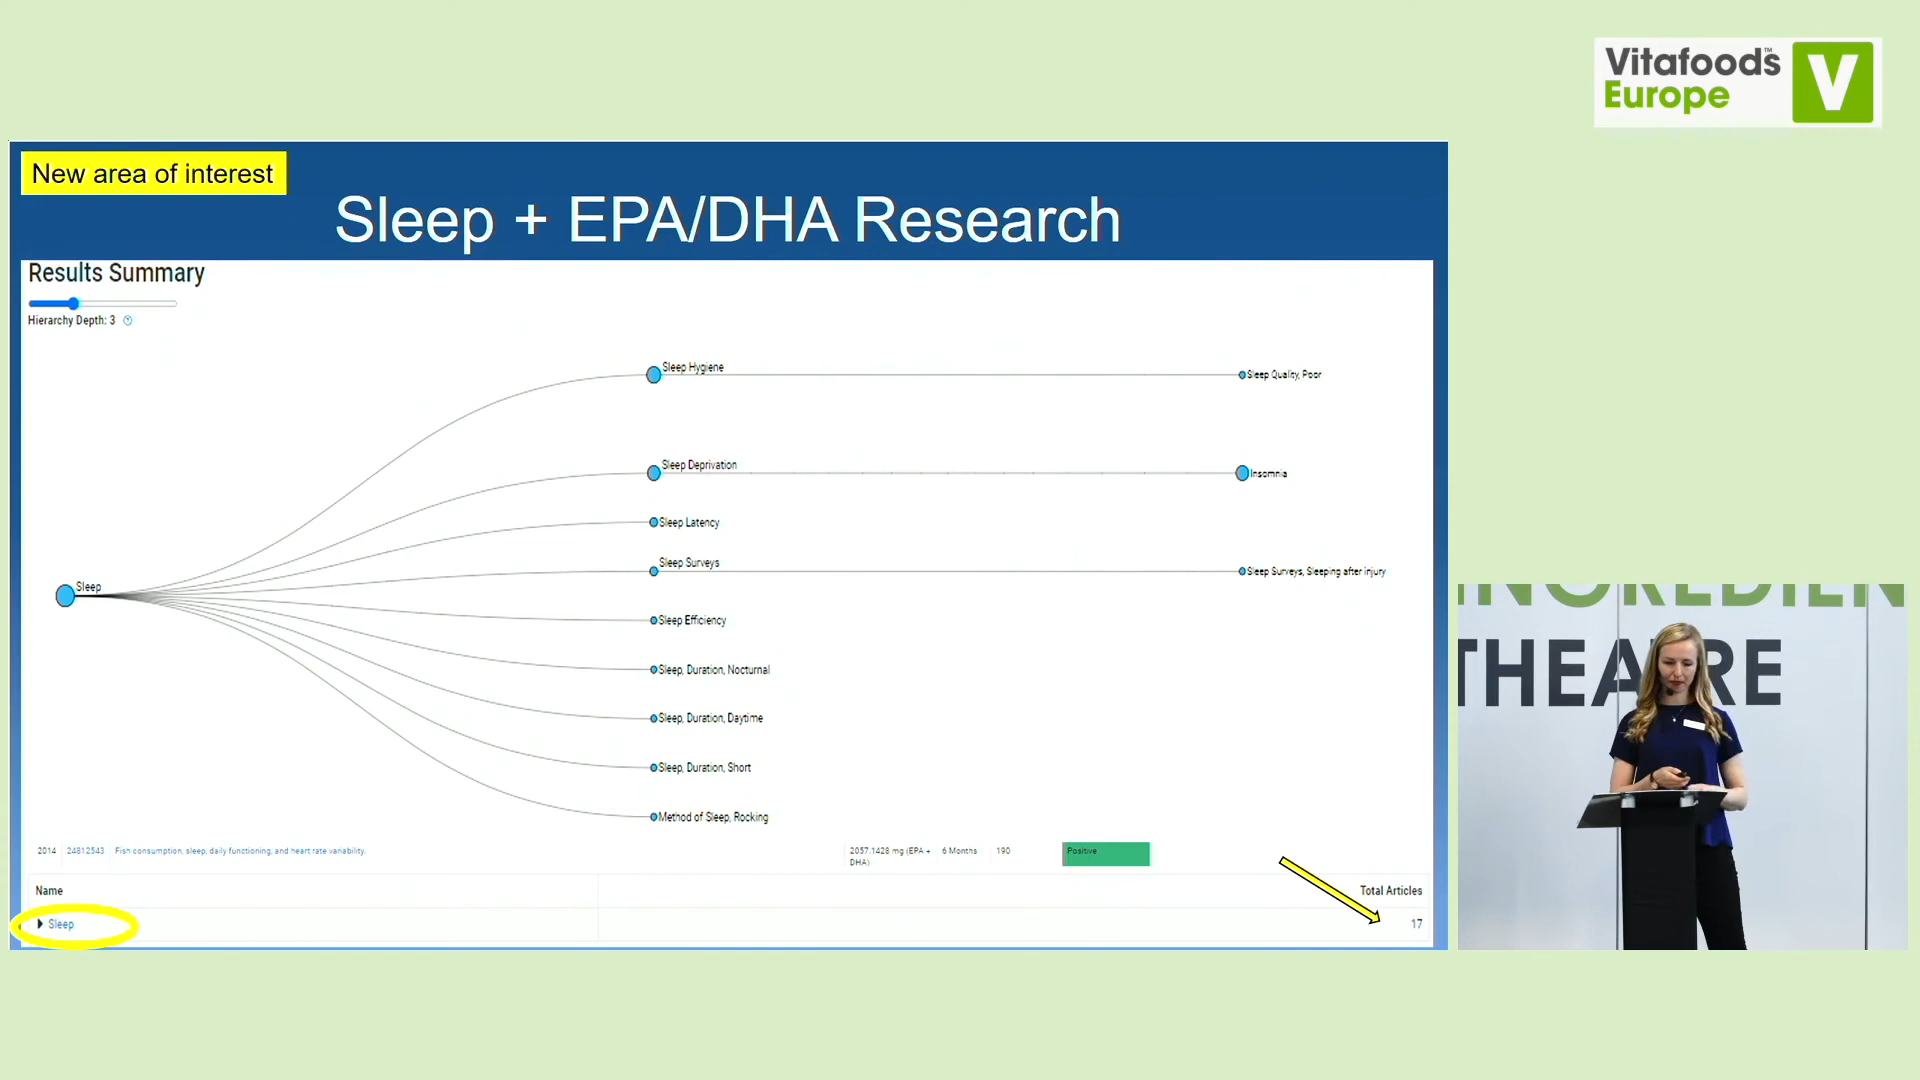 Vitafoods™
Europe
V
New area of interest
Sleep + EPA/DHA Research
Results Summary
Hierarchy Depth: 3 ?
Sleep Hygiene
Sleep Quality, Poor
Sleep Deprivation
Insomnia
Sleep Latency
Sleep Surveys
Sleep Surveys, Sleeping after injury
Sleep
Sleep Efficiency
Sleep, Duration, Nocturnal
Sleep, Duration, Daytime
Sleep, Duration, Short
Method of Sleep, Rocking
2014 24812543 Fish consumption, sleep, daily functioning, and heart rate variability. 2057.1428 mg (EPA + DHA) 6 Months 190 Positive
Name Total Articles
Sleep 17
INGREDIEN
THEATRE